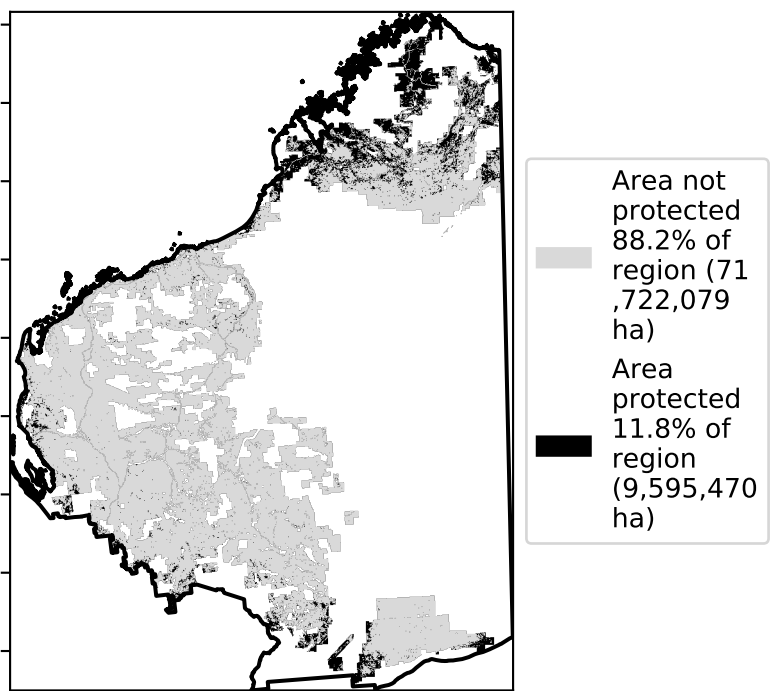 Area not
protected
88.2% of
region (71
,722,079
ha)
Area
protected
11.8% of
region
(9,595,470
ha)